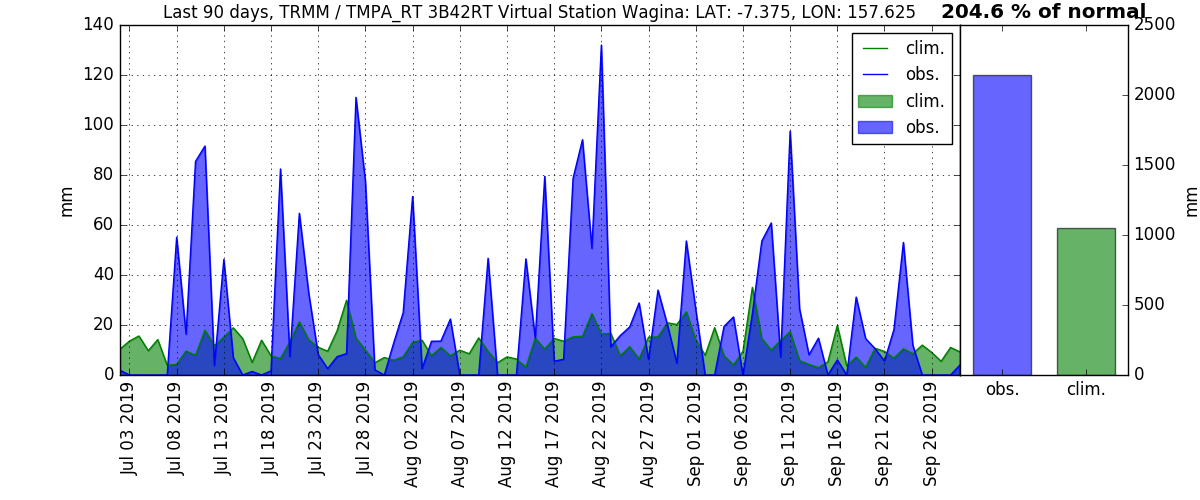 Last 90 days, TRMM / TMPA_RT 3B42RT Virtual Station Wagina: LAT: -7.375, LON: 157.625
204.6 % of normal
140
120
100
80
60
40
20
0
mm
clim.
obs.
clim.
obs.
2500
2000
1500
1000
500
0
mm
Jul 03 2019
Jul 08 2019
Jul 13 2019
Jul 18 2019
Jul 23 2019
Jul 28 2019
Aug 02 2019
Aug 07 2019
Aug 12 2019
Aug 17 2019
Aug 22 2019
Aug 27 2019
Sep 01 2019
Sep 06 2019
Sep 11 2019
Sep 16 2019
Sep 21 2019
Sep 26 2019
obs.
clim.